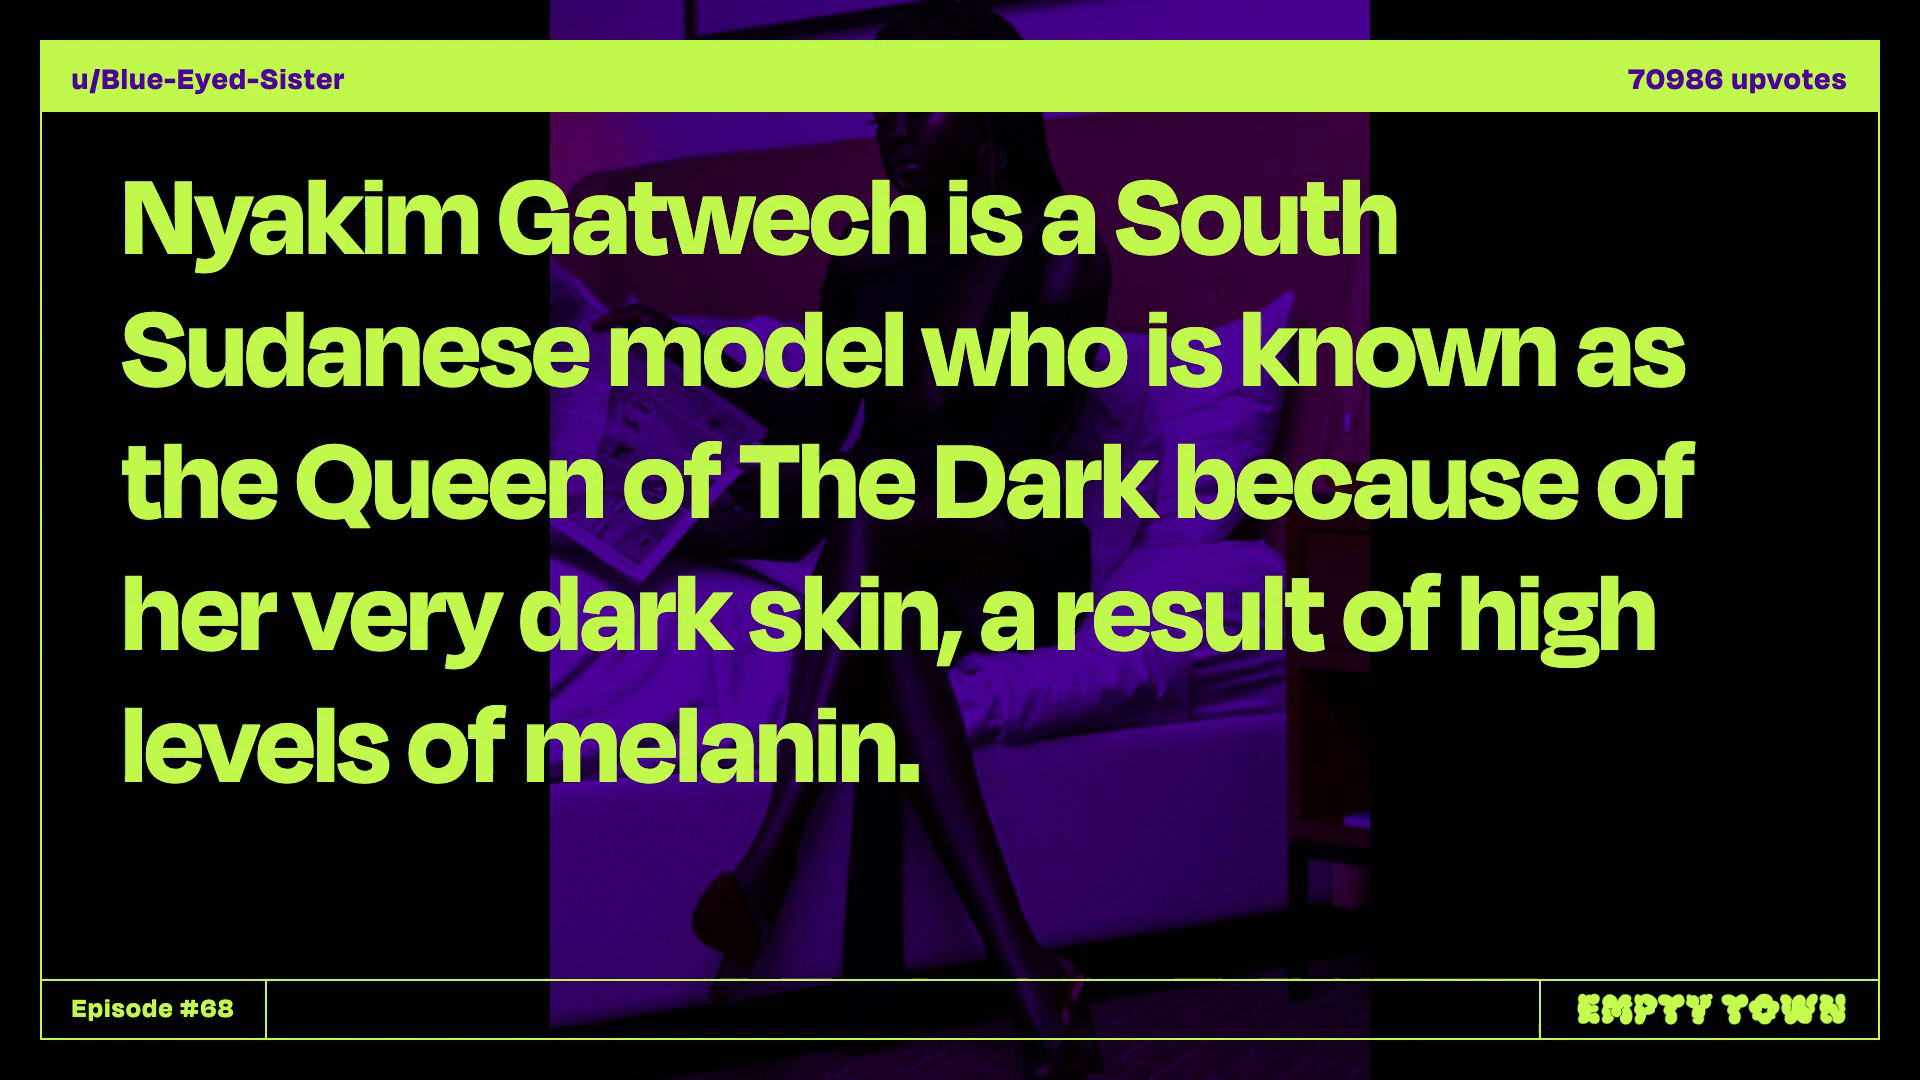 u/Blue-Eyed-Sister
70986 upvotes
Nyakim Gatwech is a South
Sudanese model who is known as
the Queen of The Dark because of
her very dark skin, a result of high
levels of melanin.
Episode #68
EMPTY TOWN